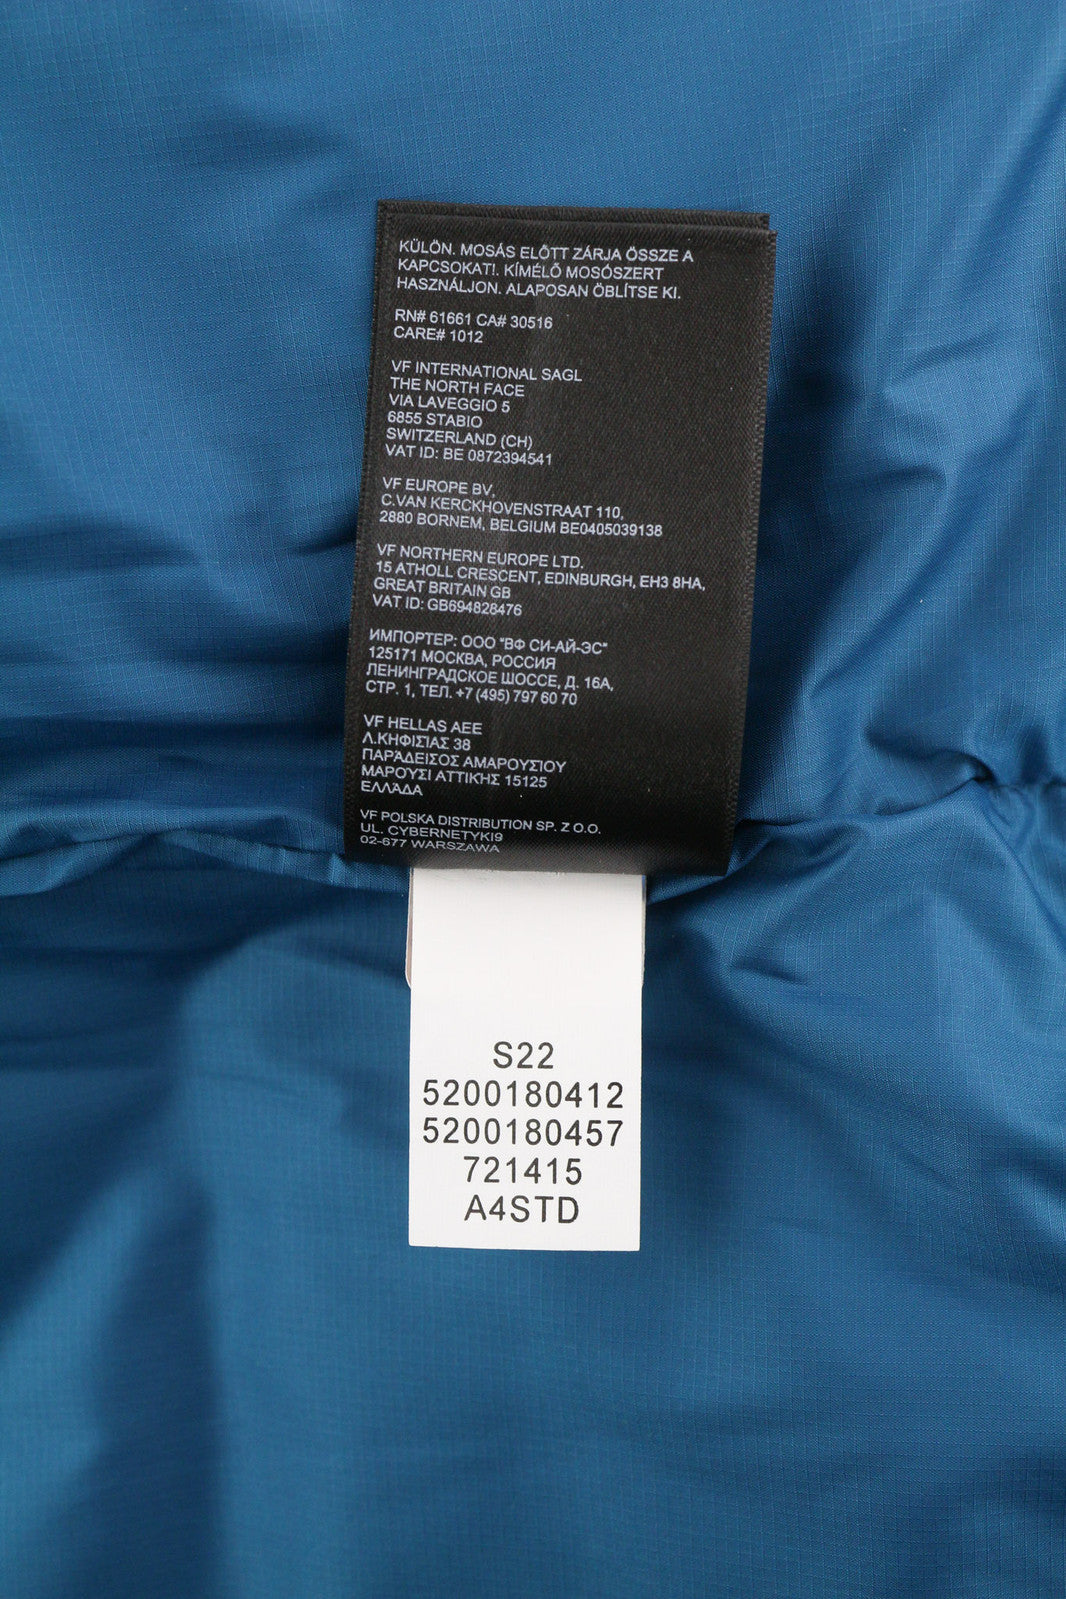 KÜLÖN. MOSÁS ELŐTT ZÁRJA ÖSSZE A
KAPCSOKAT!. KÍMÉLŐ MOSÓSZERT
HASZNÁLJON. ALAPOSAN ÖBLÍTSE KI.
RN# 61661 CA# 30516
CARE# 1012
VF INTERNATIONAL SAGL
THE NORTH FACE
VIA LAVEGGIO 5
6855 STABIO
SWITZERLAND (CH)
VAT ID: BE 0872394541
VF EUROPE BV,
C.VAN KERCKHOVENSTRAAT 110,
2880 BORNEM, BELGIUM BE0405039138
VF NORTHERN EUROPE LTD.
15 ATHOLL CRESCENT, EDINBURGH, EH3 8HA,
GREAT BRITAIN GB
VAT ID: GB694828476
ИМПОРТЕР: ООО "ВФ СИ-АЙ-ЭС"
125171 МОСКВА, РОССИЯ
ЛЕНИНГРАДСКОЕ ШОССЕ, Д. 16А,
СТР. 1, ТЕЛ. +7 (495) 797 60 70
VF HELLAS AEE
Λ.ΚΗΦΙΣΙΑΣ 38
ΠΑΡΆΔΕΙΣΟΣ ΑΜΑΡΟΥΣΙΟΥ
ΜΑΡΟΥΣΙ ΑΤΤΙΚΗΣ 15125
ΕΛΛΆΔΑ
VF POLSKA DISTRIBUTION SP. Z O.O.
UL. CYBERNETYKI9
02-677 WARSZAWA
S22
5200180412
5200180457
721415
A4STD